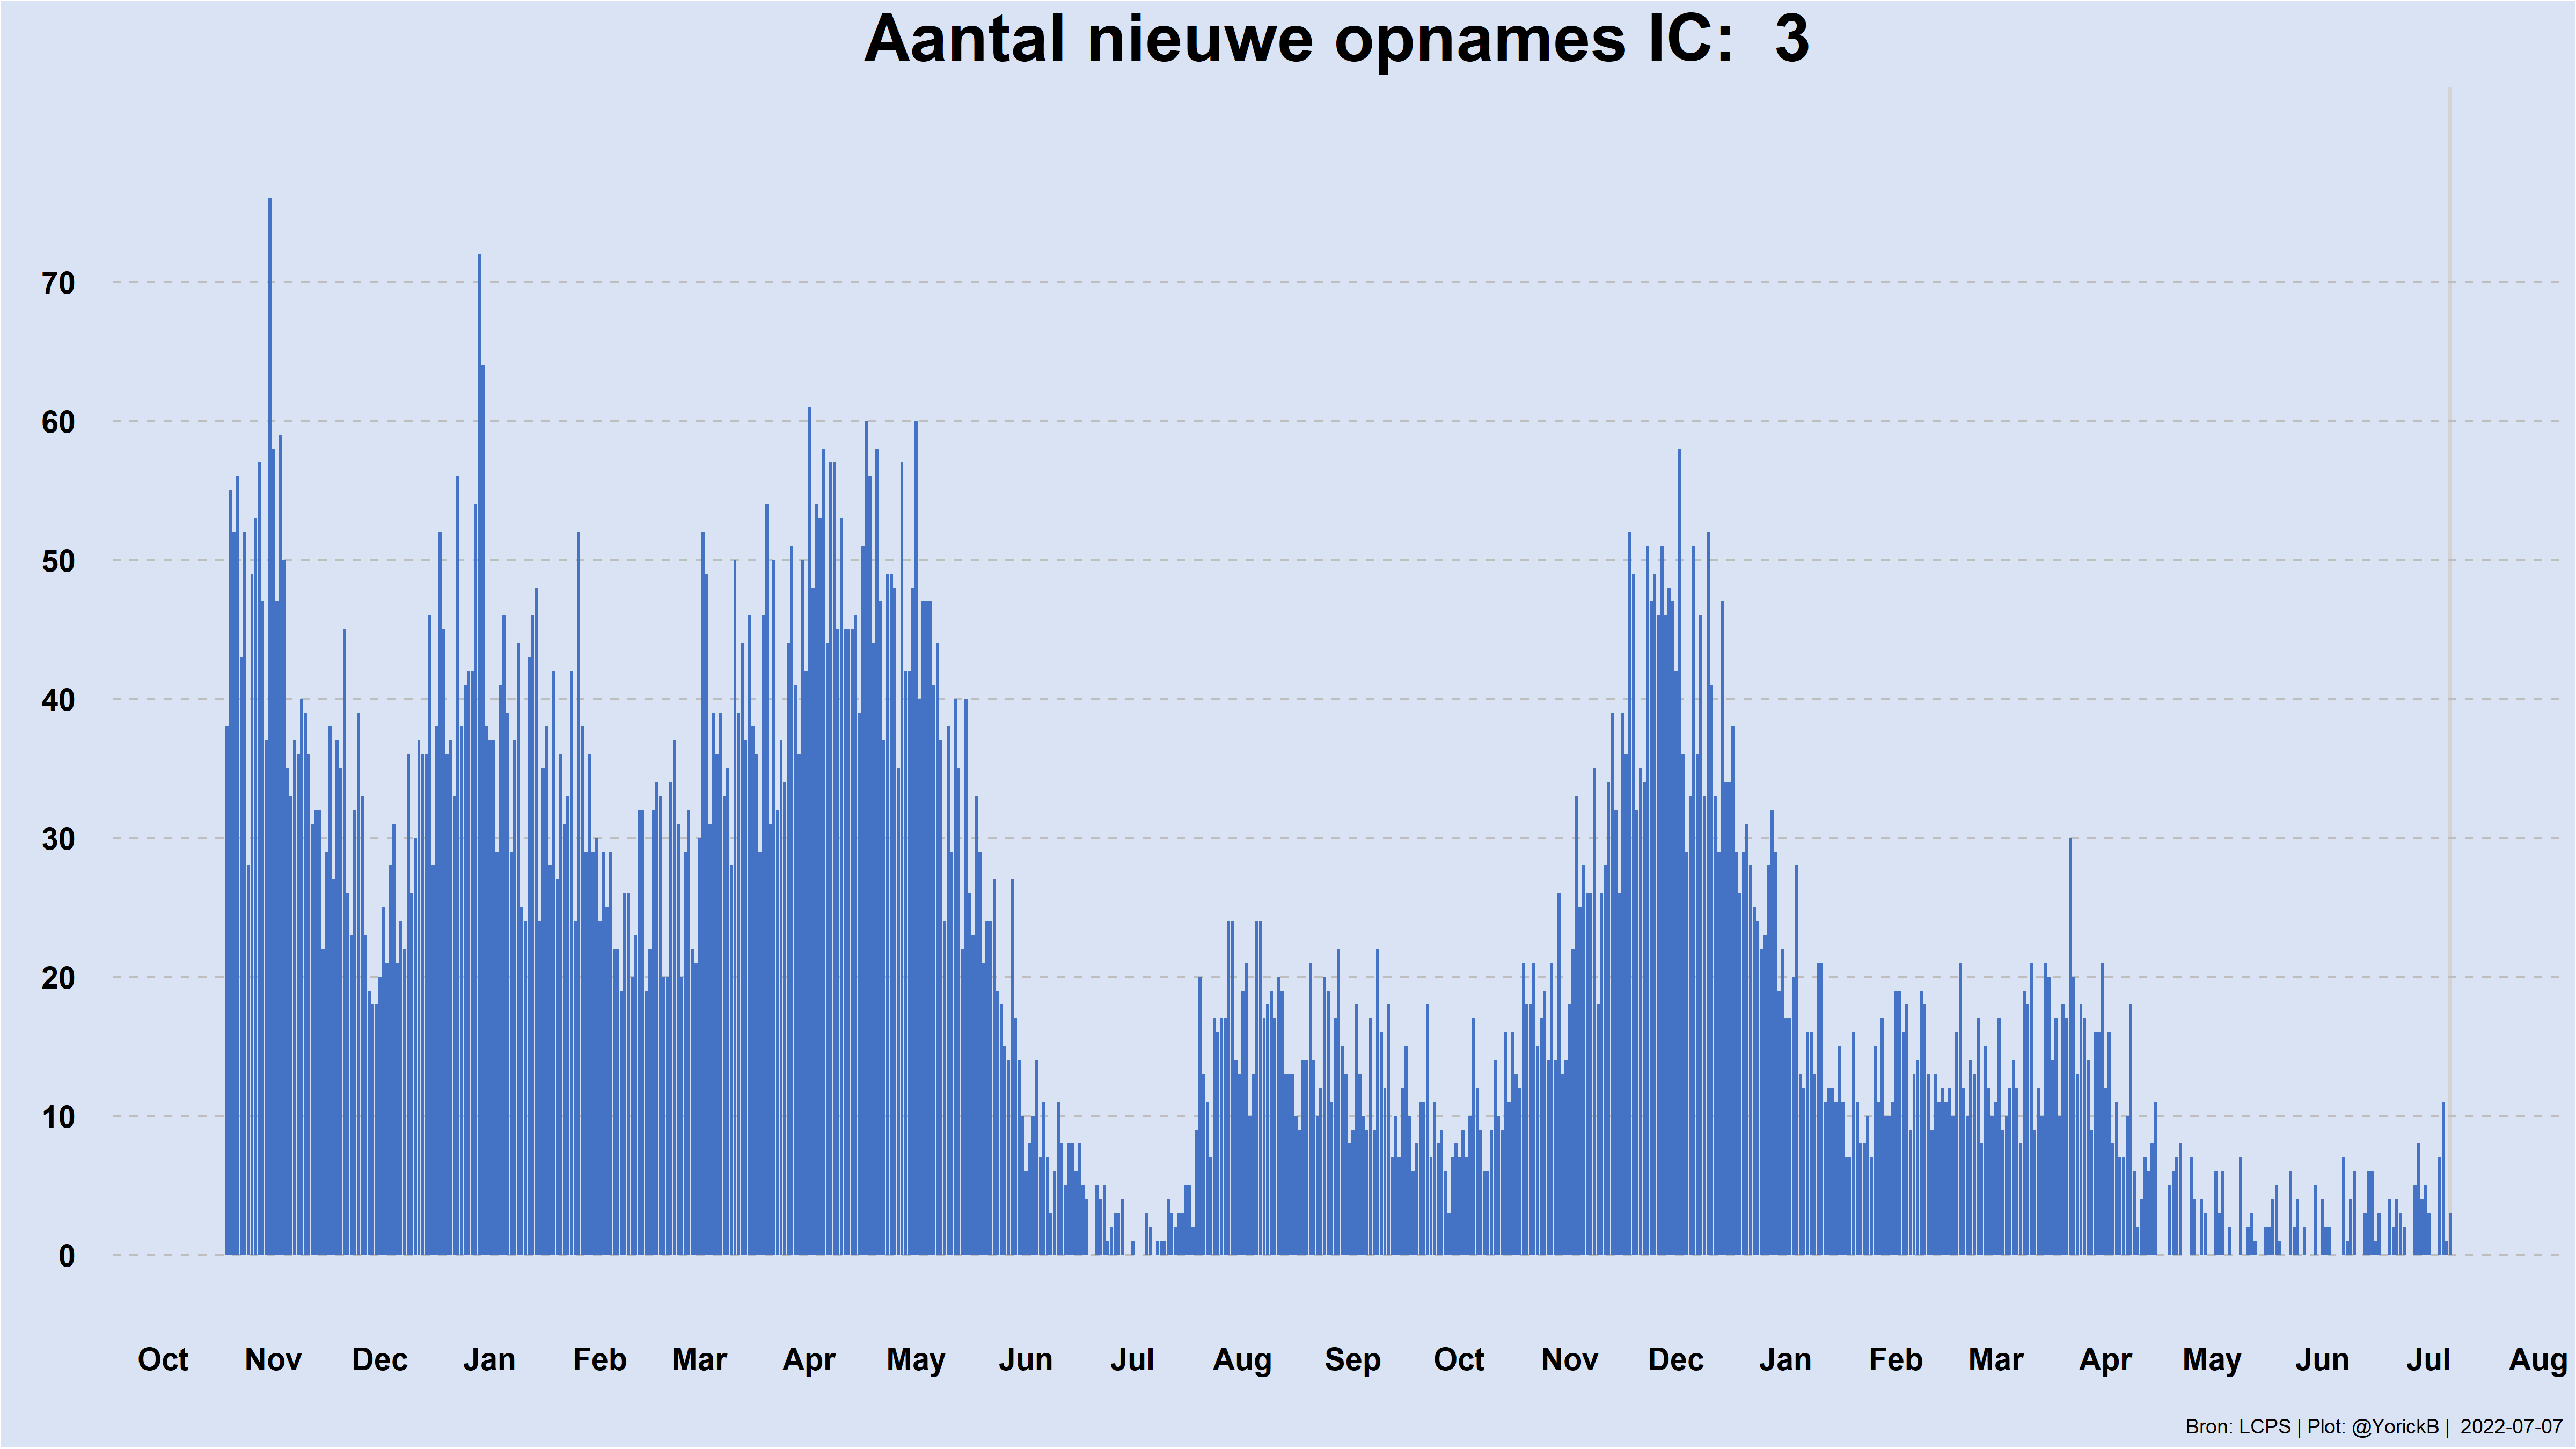 Aantal nieuwe opnames IC:  3
70
60
50
40
30
20
10
0
Oct Nov Dec Jan Feb Mar Apr May Jun Jul Aug Sep Oct Nov Dec Jan Feb Mar Apr May Jun Jul Aug
Bron: LCPS | Plot: @YorickB |  2022-07-07